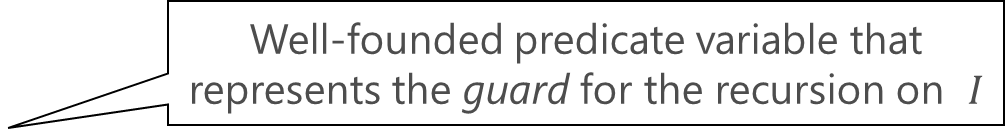 Well-founded predicate variable that
represents the guard for the recursion on I